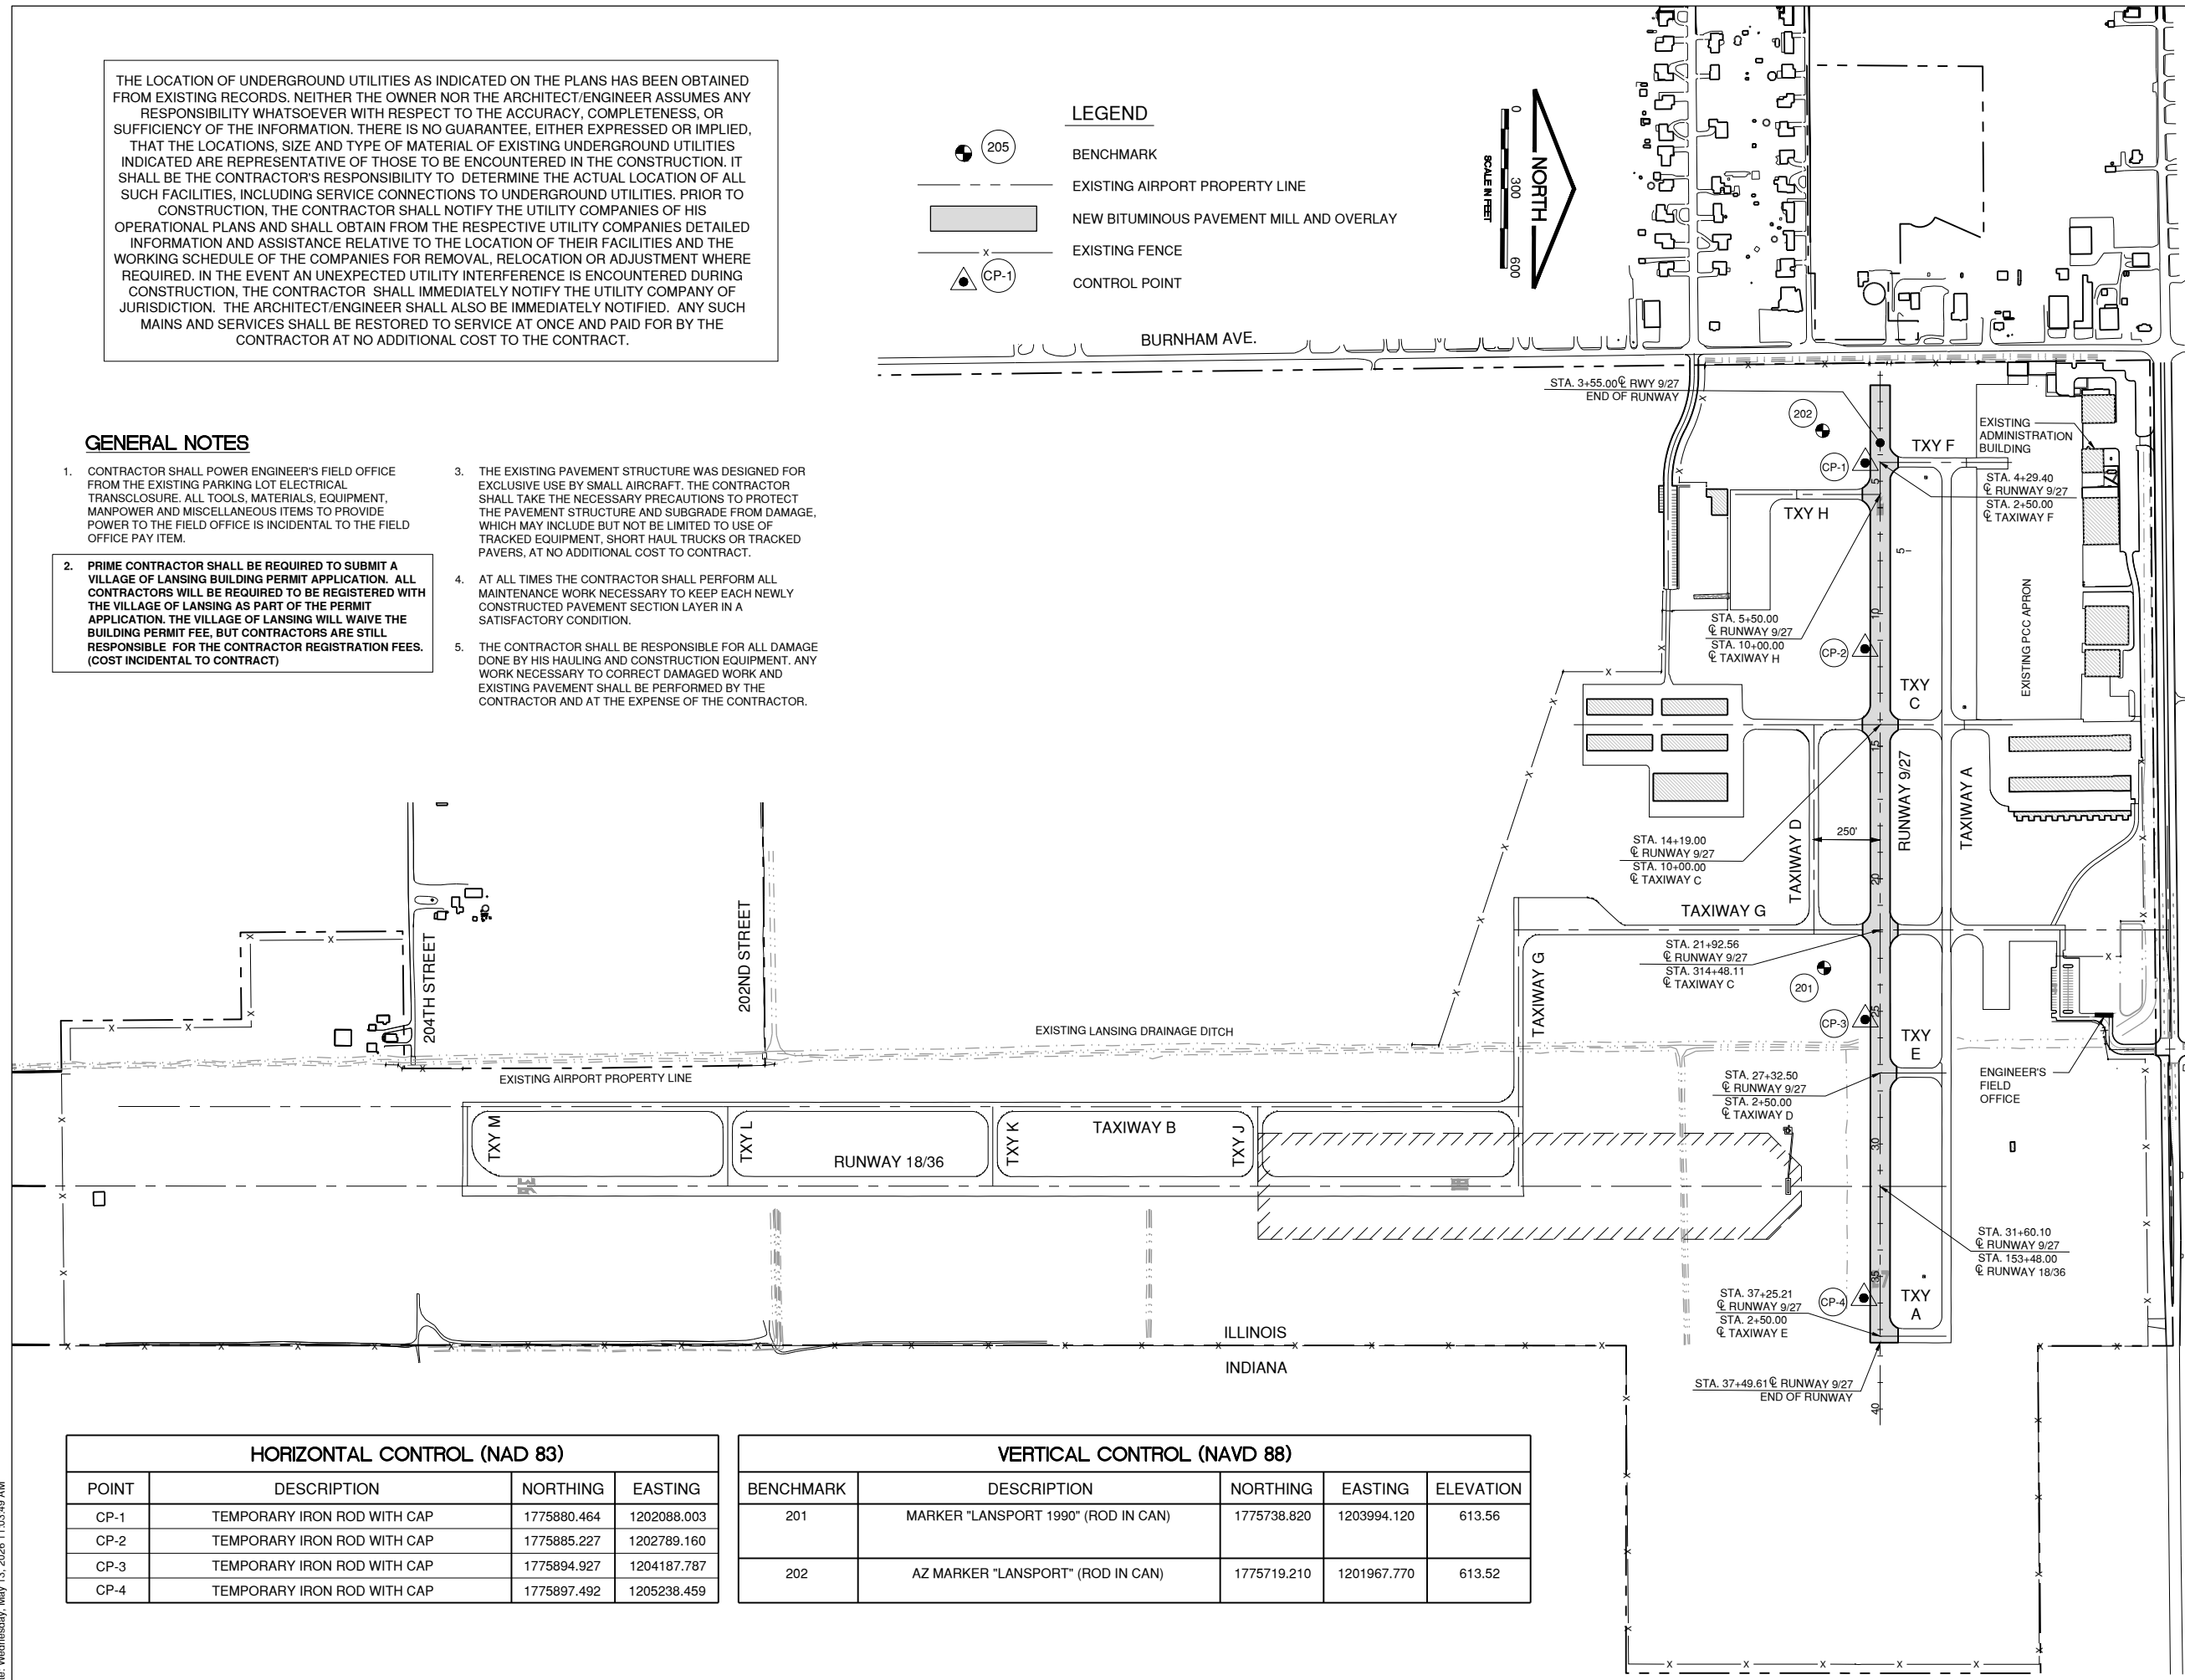 THE LOCATION OF UNDERGROUND UTILITIES AS INDICATED ON THE PLANS HAS BEEN OBTAINED
FROM EXISTING RECORDS. NEITHER THE OWNER NOR THE ARCHITECT/ENGINEER ASSUMES ANY
RESPONSIBILITY WHATSOEVER WITH RESPECT TO THE ACCURACY, COMPLETENESS, OR
SUFFICIENCY OF THE INFORMATION. THERE IS NO GUARANTEE, EITHER EXPRESSED OR IMPLIED,
THAT THE LOCATIONS, SIZE AND TYPE OF MATERIAL OF EXISTING UNDERGROUND UTILITIES
INDICATED ARE REPRESENTATIVE OF THOSE TO BE ENCOUNTERED IN THE CONSTRUCTION. IT
SHALL BE THE CONTRACTOR'S RESPONSIBILITY TO DETERMINE THE ACTUAL LOCATION OF ALL
SUCH FACILITIES, INCLUDING SERVICE CONNECTIONS TO UNDERGROUND UTILITIES. PRIOR TO
CONSTRUCTION, THE CONTRACTOR SHALL NOTIFY THE UTILITY COMPANIES OF HIS
OPERATIONAL PLANS AND SHALL OBTAIN FROM THE RESPECTIVE UTILITY COMPANIES DETAILED
INFORMATION AND ASSISTANCE RELATIVE TO THE LOCATION OF THEIR FACILITIES AND THE
WORKING SCHEDULE OF THE COMPANIES FOR REMOVAL, RELOCATION OR ADJUSTMENT WHERE
REQUIRED. IN THE EVENT AN UNEXPECTED UTILITY INTERFERENCE IS ENCOUNTERED DURING
CONSTRUCTION, THE CONTRACTOR SHALL IMMEDIATELY NOTIFY THE UTILITY COMPANY OF
JURISDICTION. THE ARCHITECT/ENGINEER SHALL ALSO BE IMMEDIATELY NOTIFIED. ANY SUCH
MAINS AND SERVICES SHALL BE RESTORED TO SERVICE AT ONCE AND PAID FOR BY THE
CONTRACTOR AT NO ADDITIONAL COST TO THE CONTRACT.
LEGEND
205
BENCHMARK
EXISTING AIRPORT PROPERTY LINE
NEW BITUMINOUS PAVEMENT MILL AND OVERLAY
X
EXISTING FENCE
CP-1
CONTROL POINT
0
300
600
SCALE IN FEET
NORTH
GENERAL NOTES
1. CONTRACTOR SHALL POWER ENGINEER'S FIELD OFFICE
FROM THE EXISTING PARKING LOT ELECTRICAL
TRANSCLOSURE. ALL TOOLS, MATERIALS, EQUIPMENT,
MANPOWER AND MISCELLANEOUS ITEMS TO PROVIDE
POWER TO THE FIELD OFFICE IS INCIDENTAL TO THE FIELD
OFFICE PAY ITEM.
2. PRIME CONTRACTOR SHALL BE REQUIRED TO SUBMIT A
VILLAGE OF LANSING BUILDING PERMIT APPLICATION. ALL
CONTRACTORS WILL BE REQUIRED TO BE REGISTERED WITH
THE VILLAGE OF LANSING AS PART OF THE PERMIT
APPLICATION. THE VILLAGE OF LANSING WILL WAIVE THE
BUILDING PERMIT FEE, BUT CONTRACTORS ARE STILL
RESPONSIBLE FOR THE CONTRACTOR REGISTRATION FEES.
(COST INCIDENTAL TO CONTRACT)
3. THE EXISTING PAVEMENT STRUCTURE WAS DESIGNED FOR
EXCLUSIVE USE BY SMALL AIRCRAFT. THE CONTRACTOR
SHALL TAKE THE NECESSARY PRECAUTIONS TO PROTECT
THE PAVEMENT STRUCTURE AND SUBGRADE FROM DAMAGE,
WHICH MAY INCLUDE BUT NOT BE LIMITED TO USE OF
TRACKED EQUIPMENT, SHORT HAUL TRUCKS OR TRACKED
PAVERS, AT NO ADDITIONAL COST TO CONTRACT.
4. AT ALL TIMES THE CONTRACTOR SHALL PERFORM ALL
MAINTENANCE WORK NECESSARY TO KEEP EACH NEWLY
CONSTRUCTED PAVEMENT SECTION LAYER IN A
SATISFACTORY CONDITION.
5. THE CONTRACTOR SHALL BE RESPONSIBLE FOR ALL DAMAGE
DONE BY HIS HAULING AND CONSTRUCTION EQUIPMENT. ANY
WORK NECESSARY TO CORRECT DAMAGED WORK AND
EXISTING PAVEMENT SHALL BE PERFORMED BY THE
CONTRACTOR AND AT THE EXPENSE OF THE CONTRACTOR.
BURNHAM AVE.
STA. 3+55.00 ℄ RWY 9/27
END OF RUNWAY
202
CP-1
TXY F
EXISTING
ADMINISTRATION
BUILDING
STA. 4+29.40
℄ RUNWAY 9/27
STA. 2+50.00
℄ TAXIWAY F
TXY H
5
5
10
STA. 5+50.00
℄ RUNWAY 9/27
STA. 10+00.00
℄ TAXIWAY H
CP-2
EXISTING PCC APRON
TXY
C
15
RUNWAY 9/27
TAXIWAY A
TAXIWAY D
250'
STA. 14+19.00
℄ RUNWAY 9/27
STA. 10+00.00
℄ TAXIWAY C
20
TAXIWAY G
STA. 21+92.56
℄ RUNWAY 9/27
STA. 314+48.11
℄ TAXIWAY C
201
TAXIWAY G
CP-3
25
TXY
E
204TH STREET
202ND STREET
EXISTING LANSING DRAINAGE DITCH
EXISTING AIRPORT PROPERTY LINE
STA. 27+32.50
℄ RUNWAY 9/27
STA. 2+50.00
℄ TAXIWAY D
ENGINEER'S
FIELD
OFFICE
TXY M
TXY L
TXY K
TAXIWAY B
TXY J
RUNWAY 18/36
36
18
30
STA. 31+60.10
℄ RUNWAY 9/27
STA. 153+48.00
℄ RUNWAY 18/36
35
CP-4
TXY
A
STA. 37+25.21
℄ RUNWAY 9/27
STA. 2+50.00
℄ TAXIWAY E
ILLINOIS
INDIANA
STA. 37+49.61 ℄ RUNWAY 9/27
END OF RUNWAY
40
HORIZONTAL CONTROL (NAD 83)
POINT DESCRIPTION NORTHING EASTING
CP-1 TEMPORARY IRON ROD WITH CAP 1775880.464 1202088.003
CP-2 TEMPORARY IRON ROD WITH CAP 1775885.227 1202789.160
CP-3 TEMPORARY IRON ROD WITH CAP 1775894.927 1204187.787
CP-4 TEMPORARY IRON ROD WITH CAP 1775897.492 1205238.459
VERTICAL CONTROL (NAVD 88)
BENCHMARK DESCRIPTION NORTHING EASTING ELEVATION
201 MARKER "LANSPORT 1990" (ROD IN CAN) 1775738.820 1203994.120 613.56
202 AZ MARKER "LANSPORT" (ROD IN CAN) 1775719.210 1201967.770 613.52
Wednesday, May 13, 2026 11:03:49 AM